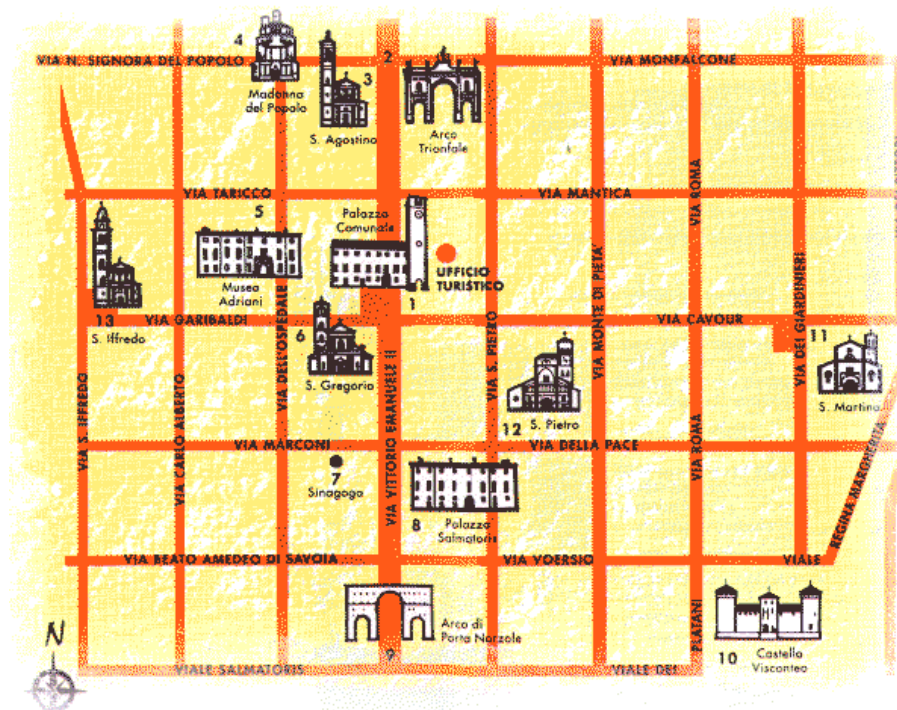 4
2
VIA N. SIGNORA DEL POPOLO
VIA MONFALCONE
3
Madonna
del Popolo
S. Agostino
Arco
Trionfale
VIA TARICCO
VIA MANTICA
VIA ROMA
5
Palazzo
Comunale
Museo
Adriani
UFFICIO
TURISTICO
1
VIA MONTE DI PIETA'
VIA DEI GIARDINIERI
13
S. Iffredo
VIA GARIBALDI
VIA CAVOUR
VIA DELL'OSPEDALE
VIA S. PIETRO
6
S. Gregorio
11
S. Martino
12
S. Pietro
VIA S. IFFREDO
VIA CARLO ALBERTO
VIA VITTORIO EMANUELE II
VIA ROMA
VIA MARCONI
VIA DELLA PACE
7
Sinagoga
8
Palazzo
Salmatoris
REGINA MARGHERITA
VIA BEATO AMEDEO DI SAVOIA
VIA VOERSIO
VIALE
Arco di
Porta Narzole
9
PLATANI
10
Castello
Visconteo
N
VIALE SALMATORIS
VIALE DEI